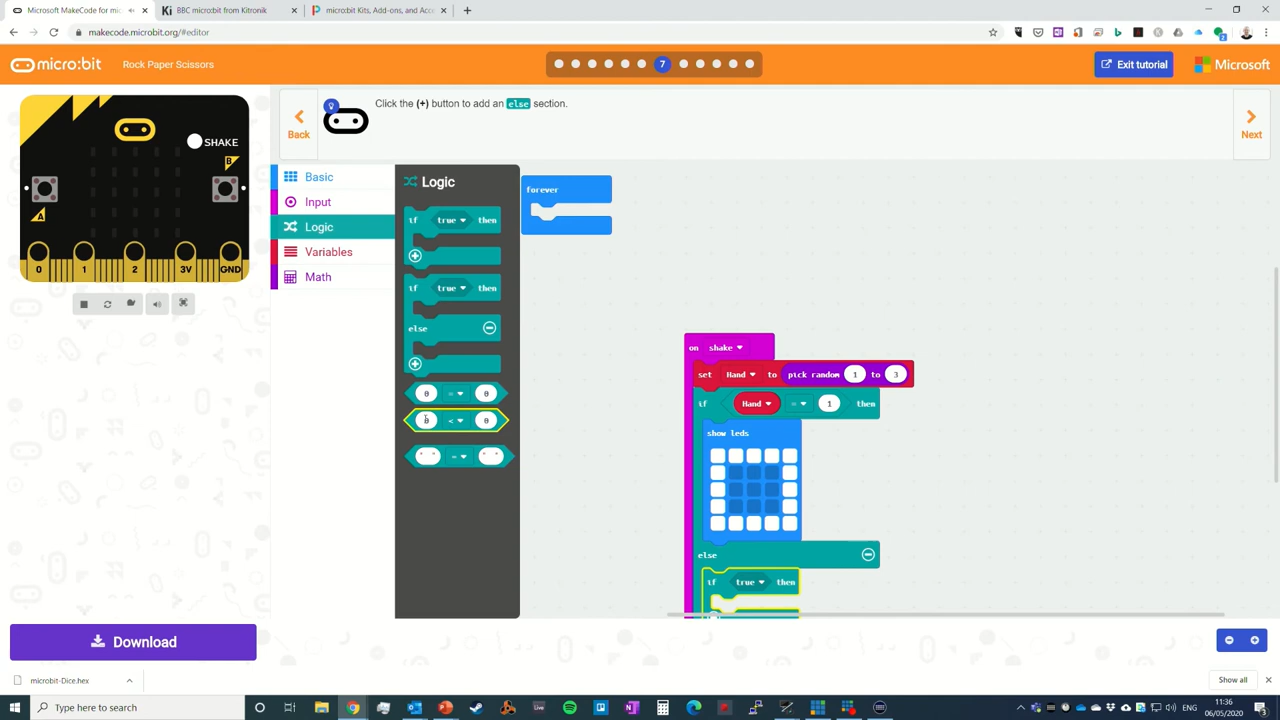 Microsoft MakeCode for mic
BBC micro:bit from Kitronik
micro:bit Kits, Add-ons, and Acce
makecode.microbit.org/#editor
micro:bit
Rock Paper Scissors
7
Exit tutorial
Microsoft
Back
Click the (+) button to add an else section.
Next
SHAKE
B
A
0 1 2 3V GND
Basic
Input
Logic
Variables
Math
Logic
if true then
if true then
else
0 = 0
0 < 0
" " = " "
forever
on shake
set Hand to pick random 1 to 3
if Hand = 1 then
show leds
else
if true then
Download
microbit-Dice.hex
Show all
Type here to search
ENG
11:36
06/05/2020